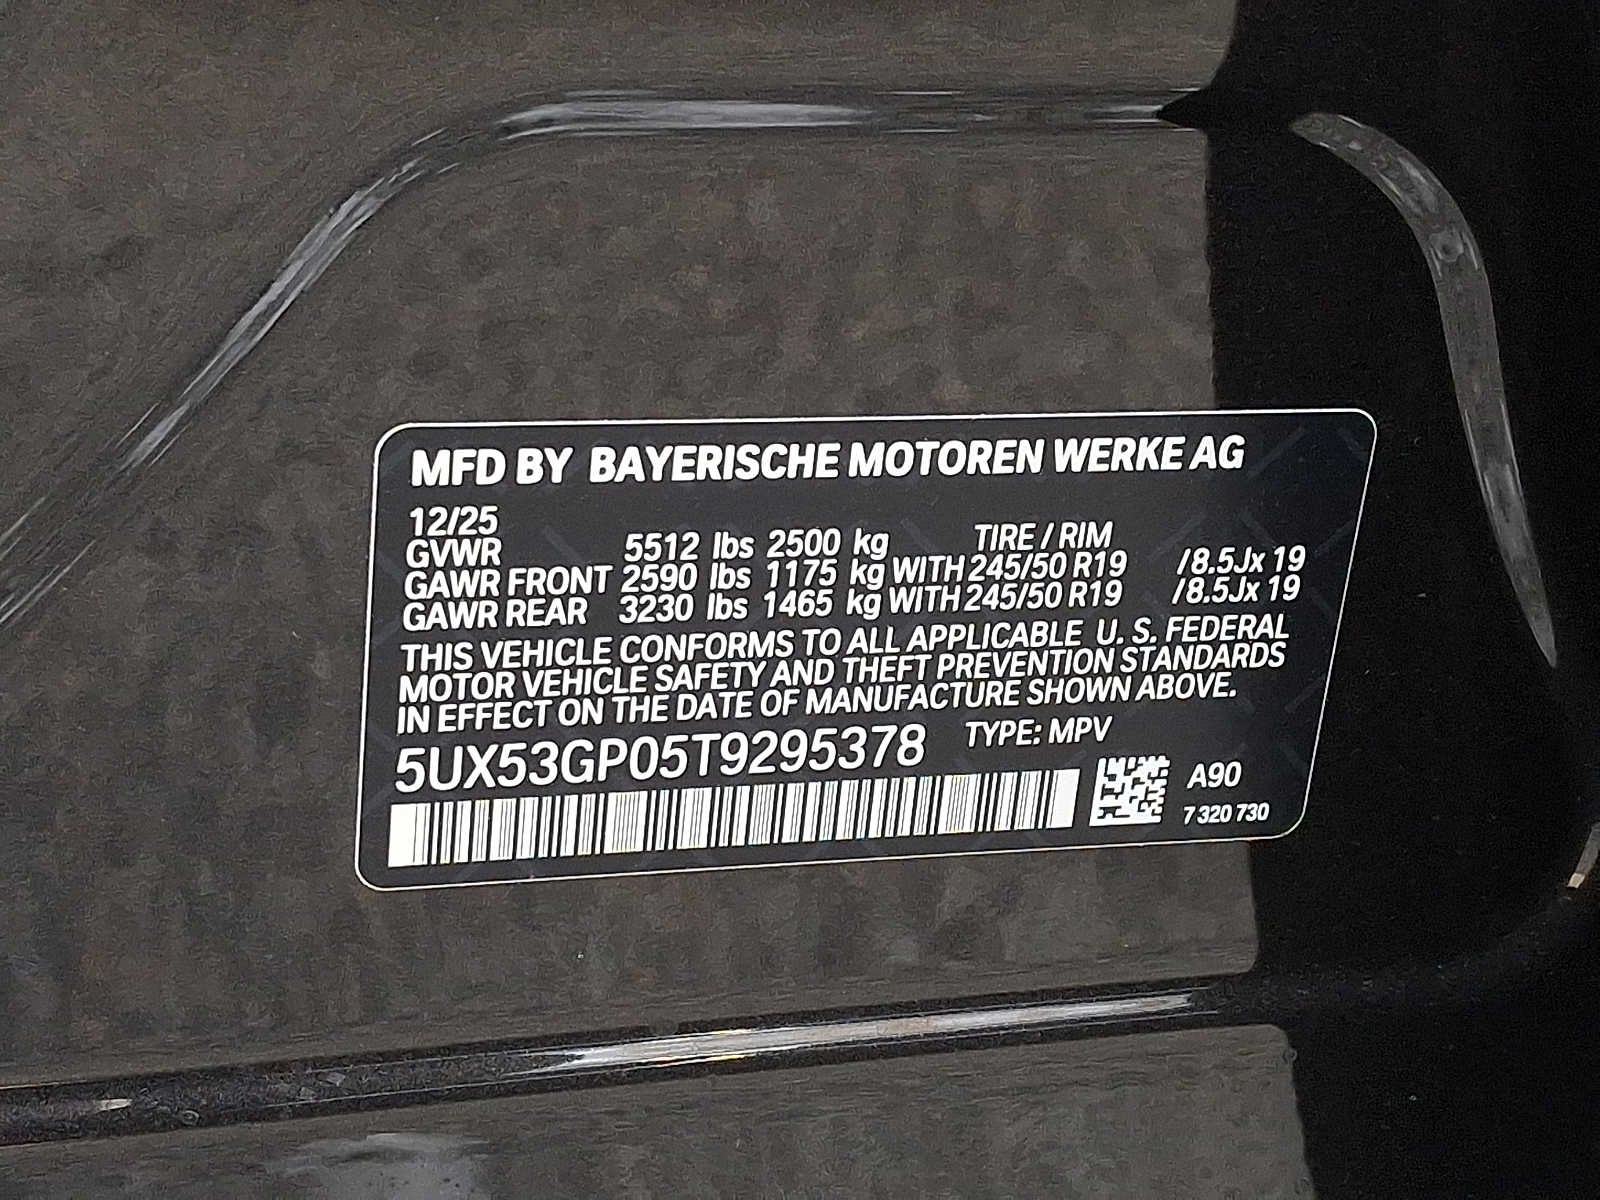 MFD BY BAYERISCHE MOTOREN WERKE AG
12/25
GVWR 5512 lbs 2500 kg TIRE / RIM
GAWR FRONT 2590 lbs 1175 kg WITH 245/50 R19 /8.5Jx 19
GAWR REAR 3230 lbs 1465 kg WITH 245/50 R19 /8.5Jx 19
THIS VEHICLE CONFORMS TO ALL APPLICABLE U. S. FEDERAL
MOTOR VEHICLE SAFETY AND THEFT PREVENTION STANDARDS
IN EFFECT ON THE DATE OF MANUFACTURE SHOWN ABOVE.
5UX53GP05T9295378 TYPE: MPV
A90
7 320 730